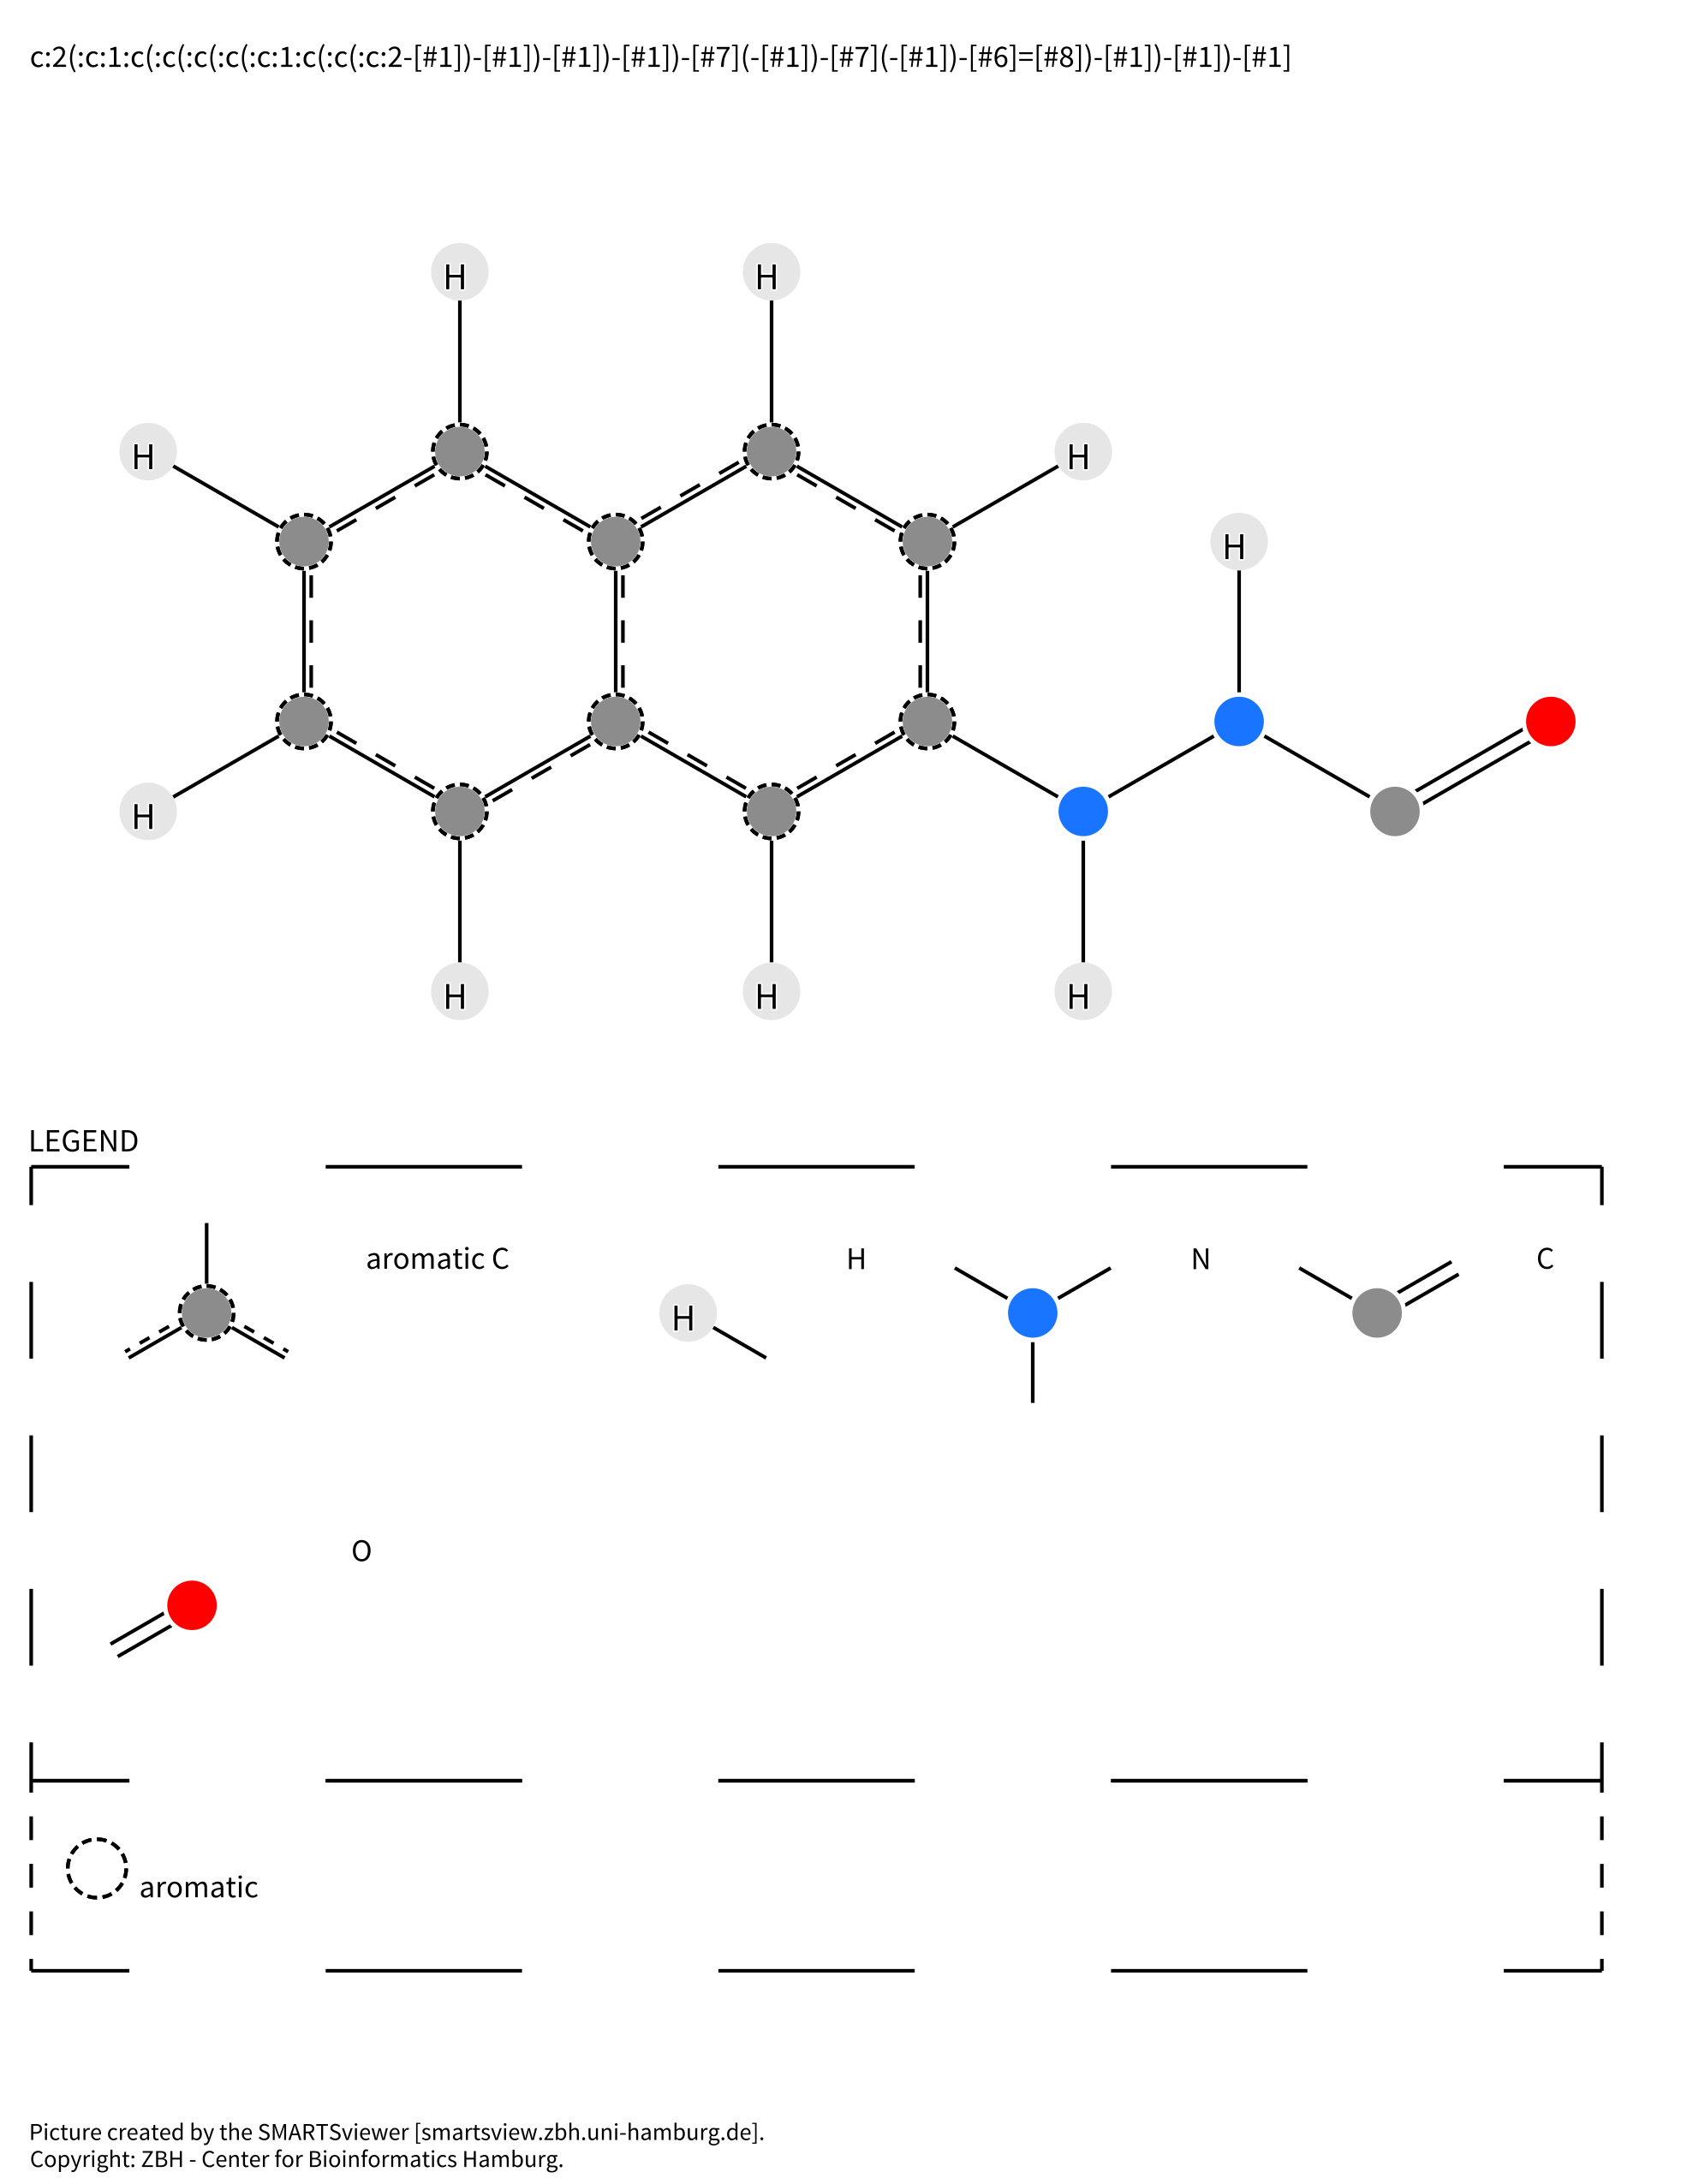 c:2(:c:1:c(:c(:c(:c(:c:1:c(:c(:c:2-[#1])-[#1])-[#1])-[#1])-[#7](-[#1])-[#7](-[#1])-[#6]=[#8])-[#1])-[#1])-[#1]
H H
H H
H
H
H H H
LEGEND
aromatic C H N C
H
O
aromatic
Picture created by the SMARTSviewer [smartsview.zbh.uni-hamburg.de].
Copyright: ZBH - Center for Bioinformatics Hamburg.